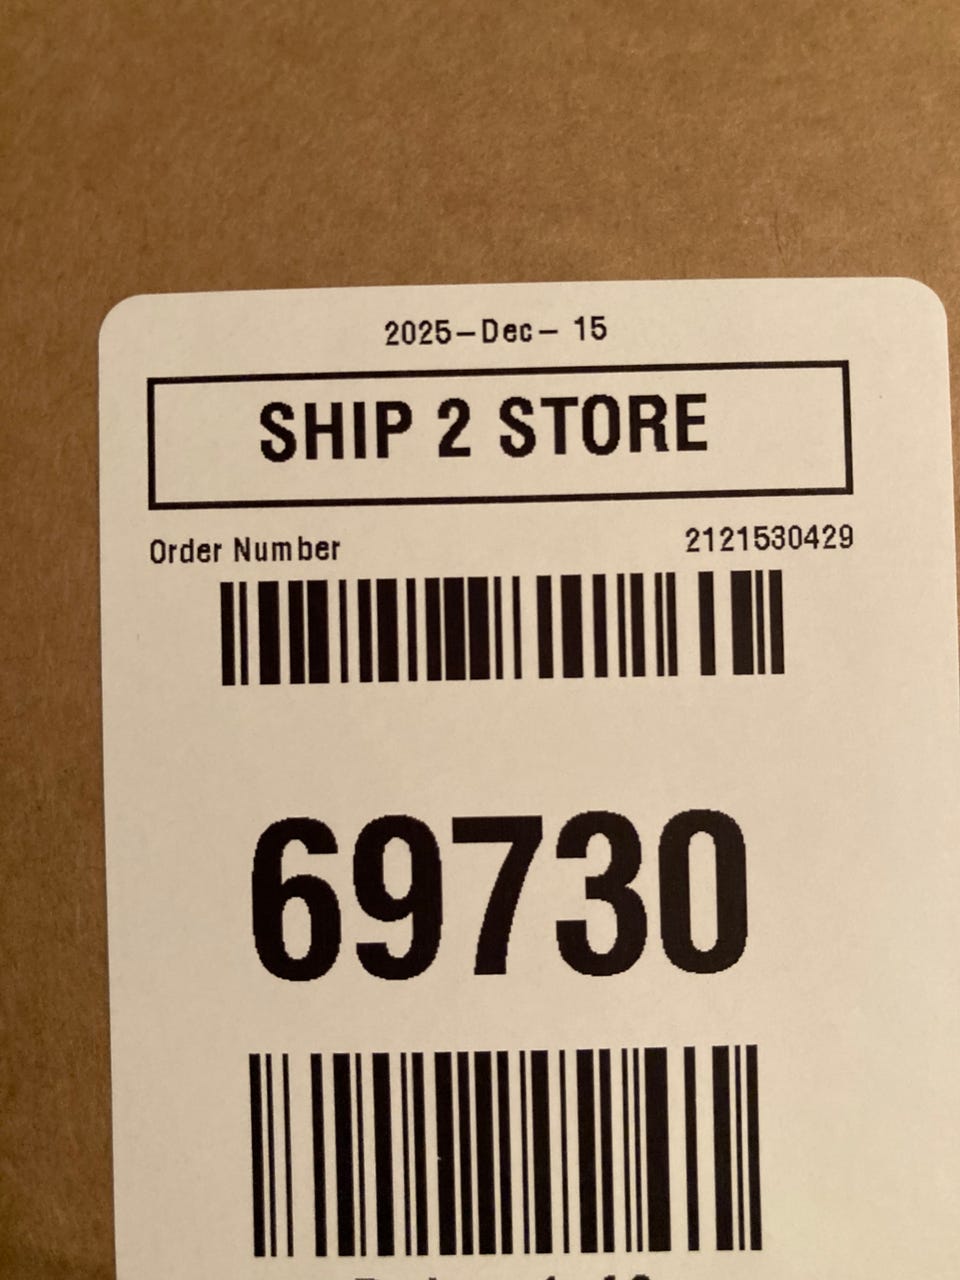 2025-Dec- 15
SHIP 2 STORE
Order Number 2121530429
69730